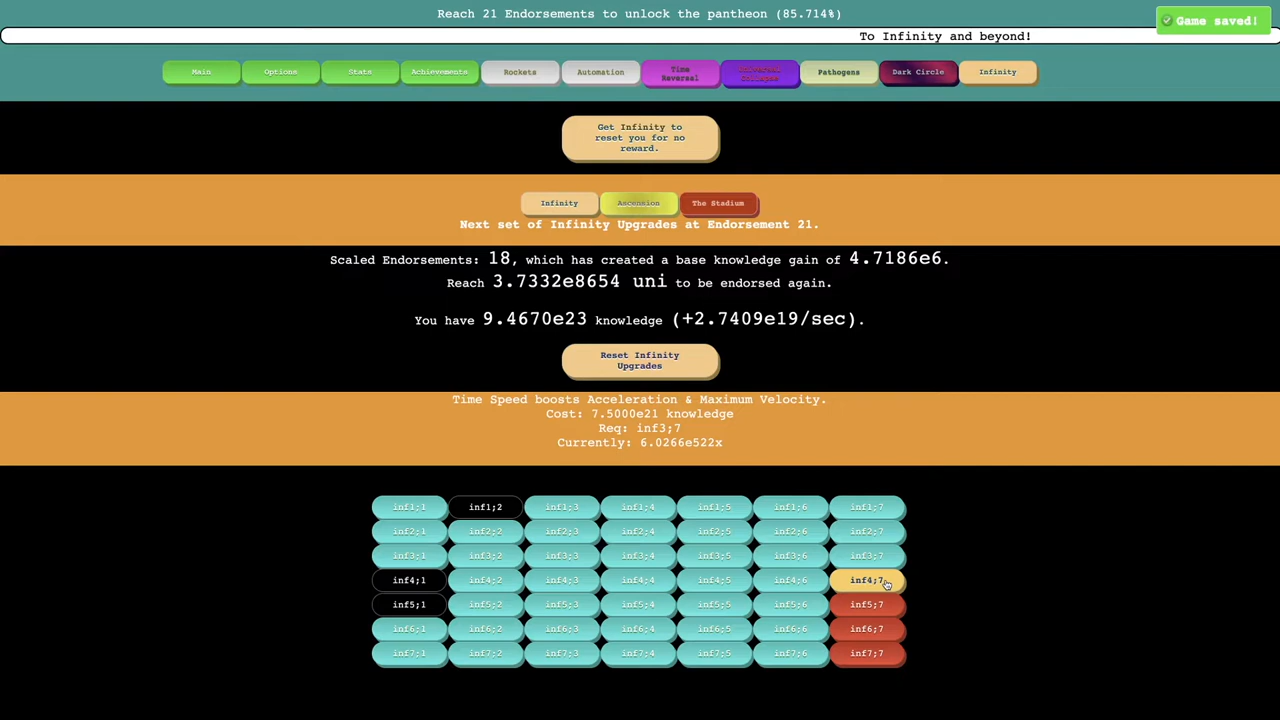 Reach 21 Endorsements to unlock the pantheon (85.714%)
Game saved!
To Infinity and beyond!
Main
Options
Stats
Achievements
Rockets
Automation
Time
Reversal
Universal
Collapse
Pathogens
Dark Circle
Infinity
Get Infinity to
reset you for no
reward.
Infinity
Ascension
The Stadium
Next set of Infinity Upgrades at Endorsement 21.
Scaled Endorsements: 18, which has created a base knowledge gain of 4.7186e6.
Reach 3.7332e8654 uni to be endorsed again.
You have 9.4670e23 knowledge (+2.7409e19/sec).
Reset Infinity
Upgrades
Time Speed boosts Acceleration & Maximum Velocity.
Cost: 7.5000e21 knowledge
Req: inf3;7
Currently: 6.0266e522x
inf1;1 inf1;2 inf1;3 inf1;4 inf1;5 inf1;6 inf1;7
inf2;1 inf2;2 inf2;3 inf2;4 inf2;5 inf2;6 inf2;7
inf3;1 inf3;2 inf3;3 inf3;4 inf3;5 inf3;6 inf3;7
inf4;1 inf4;2 inf4;3 inf4;4 inf4;5 inf4;6 inf4;7
inf5;1 inf5;2 inf5;3 inf5;4 inf5;5 inf5;6 inf5;7
inf6;1 inf6;2 inf6;3 inf6;4 inf6;5 inf6;6 inf6;7
inf7;1 inf7;2 inf7;3 inf7;4 inf7;5 inf7;6 inf7;7